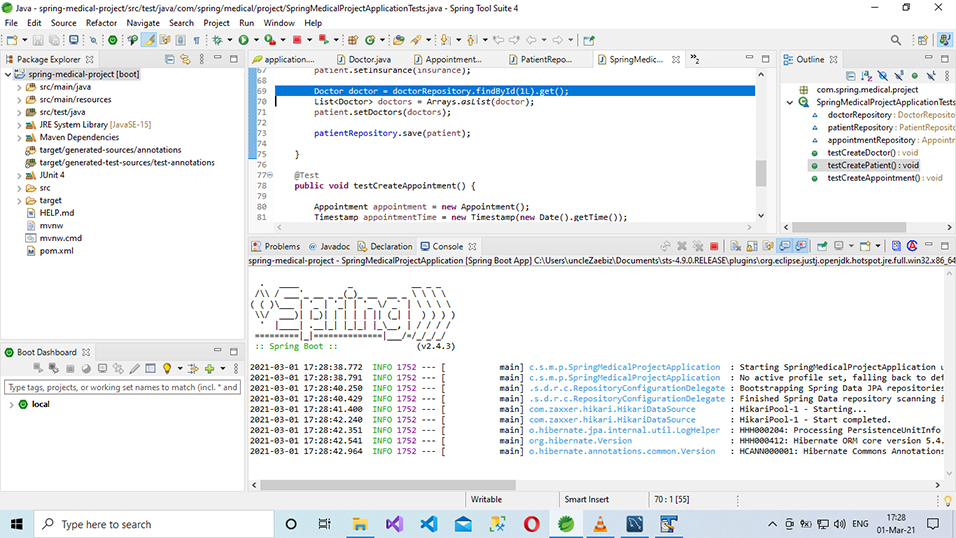 Java - spring-medical-project/src/test/java/com/spring/medical/project/SpringMedicalProjectApplicationTests.java - Spring Tool Suite 4
File Edit Source Refactor Navigate Search Project Run Window Help
Package Explorer
spring-medical-project [boot]
src/main/java
src/main/resources
src/test/java
JRE System Library [JavaSE-15]
Maven Dependencies
target/generated-sources/annotations
target/generated-test-sources/test-annotations
JUnit 4
src
target
HELP.md
mvnw
mvnw.cmd
pom.xml
Boot Dashboard
Type tags, projects, or working set names to match (incl. * and
local
application....
Doctor.java
Appointment...
PatientRepo...
SpringMedic...
2
67 patient.setInsurance(insurance);
68
69 Doctor doctor = doctorRepository.findById(1L).get();
70 List<Doctor> doctors = Arrays.asList(doctor);
71 patient.setDoctors(doctors);
72
73 patientRepository.save(patient);
74
75 }
76
77 @Test
78 public void testCreateAppointment() {
79
80 Appointment appointment = new Appointment();
81 Timestamp appointmentTime = new Timestamp(new Date().getTime());
Outline
com.spring.medical.project
SpringMedicalProjectApplicationTests
doctorRepository : DoctorReposito
patientRepository : PatientReposito
appointmentRepository : Appointm
testCreateDoctor() : void
testCreatePatient() : void
testCreateAppointment() : void
Problems Javadoc Declaration Console
spring-medical-project - SpringMedicalProjectApplication [Spring Boot App] C:\Users\uncleZaebiz\Documents\sts-4.9.0.RELEASE\plugins\org.eclipse.justj.openjdk.hotspot.jre.full.win32.x86_64
Spring
:: Spring Boot :: (v2.4.3)
2021-03-01 17:28:38.772 INFO 1752 --- [ main] c.s.m.p.SpringMedicalProjectApplication : Starting SpringMedicalProjectApplication u
2021-03-01 17:28:38.791 INFO 1752 --- [ main] c.s.m.p.SpringMedicalProjectApplication : No active profile set, falling back to def
2021-03-01 17:28:40.250 INFO 1752 --- [ main] .s.d.r.c.RepositoryConfigurationDelegate : Bootstrapping Spring Data JPA repositories
2021-03-01 17:28:40.429 INFO 1752 --- [ main] .s.d.r.c.RepositoryConfigurationDelegate : Finished Spring Data repository scanning i
2021-03-01 17:28:41.400 INFO 1752 --- [ main] com.zaxxer.hikari.HikariDataSource : HikariPool-1 - Starting...
2021-03-01 17:28:42.240 INFO 1752 --- [ main] com.zaxxer.hikari.HikariDataSource : HikariPool-1 - Start completed.
2021-03-01 17:28:42.351 INFO 1752 --- [ main] o.hibernate.jpa.internal.util.LogHelper : HHH000204: Processing PersistenceUnitInfo
2021-03-01 17:28:42.541 INFO 1752 --- [ main] org.hibernate.Version : HHH000412: Hibernate ORM core version 5.4.
2021-03-01 17:28:42.964 INFO 1752 --- [ main] o.hibernate.annotations.common.Version : HCANN000001: Hibernate Commons Annotations
Writable
Smart Insert
70 : 1 [55]
Type here to search
ENG
17:28
01-Mar-21